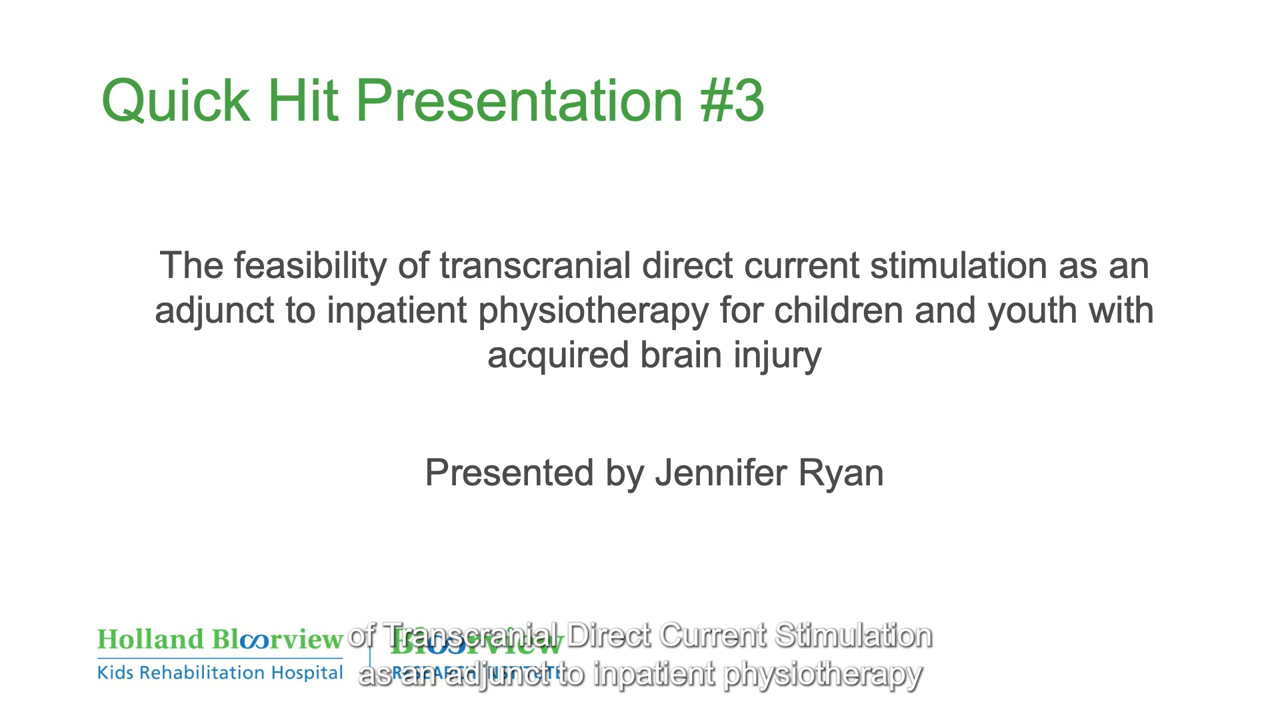 Quick Hit Presentation #3
The feasibility of transcranial direct current stimulation as an
adjunct to inpatient physiotherapy for children and youth with
acquired brain injury
Presented by Jennifer Ryan
Holland Bloorview
Kids Rehabilitation Hospital
Bloorview
RESEARCH INSTITUTE
of Transcranial Direct Current Stimulation
as an adjunct to inpatient physiotherapy